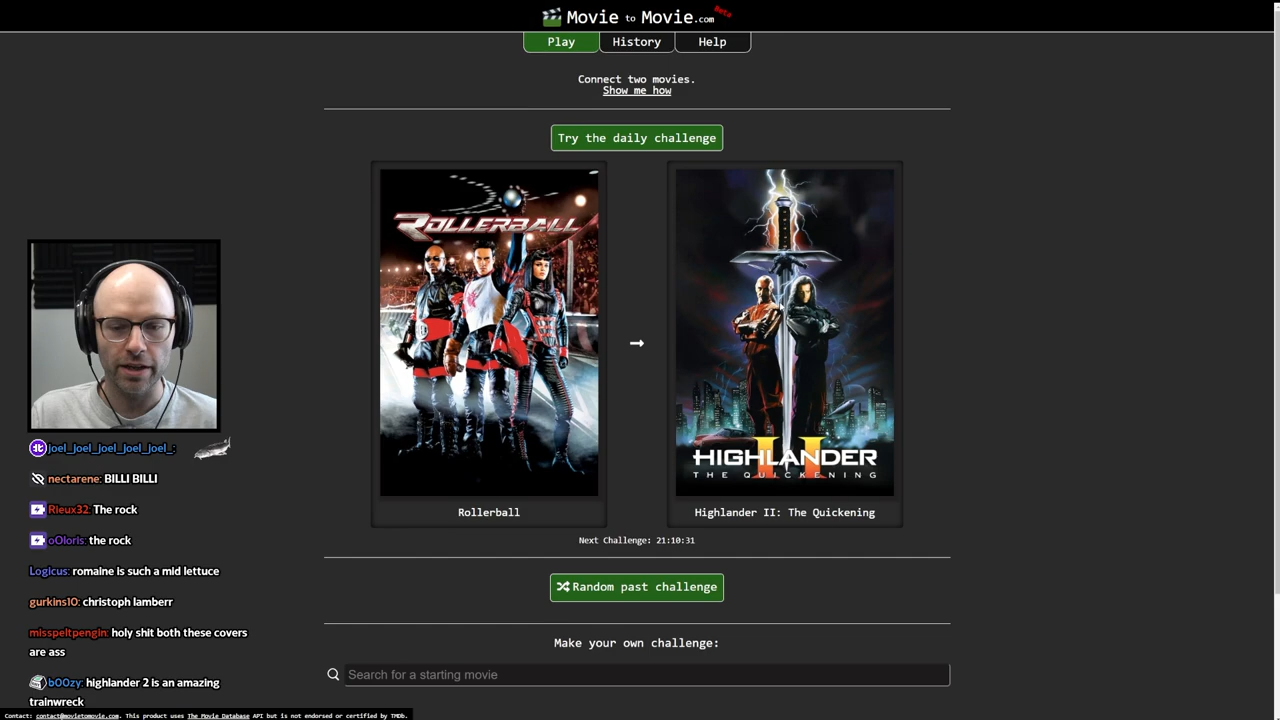 Movie to Movie.com Beta
Play
History
Help
Connect two movies.
Show me how
Try the daily challenge
ROLLERBALL
HIGHLANDER II
THE QUICKENING
Rollerball
Highlander II: The Quickening
Next Challenge: 21:10:31
Random past challenge
Make your own challenge:
Search for a starting movie
joel_joel_joel_joel_joel_:
nectarene: BILLI BILLI
Rieux32: The rock
oOloris: the rock
Logicus: romaine is such a mid lettuce
gurkins10: christoph lamberr
misspeltpengin: holy shit both these covers
are ass
b00zy: highlander 2 is an amazing
trainwreck
Contact: contact@movietomovie.com. This product uses The Movie Database API but is not endorsed or certified by TMDb.